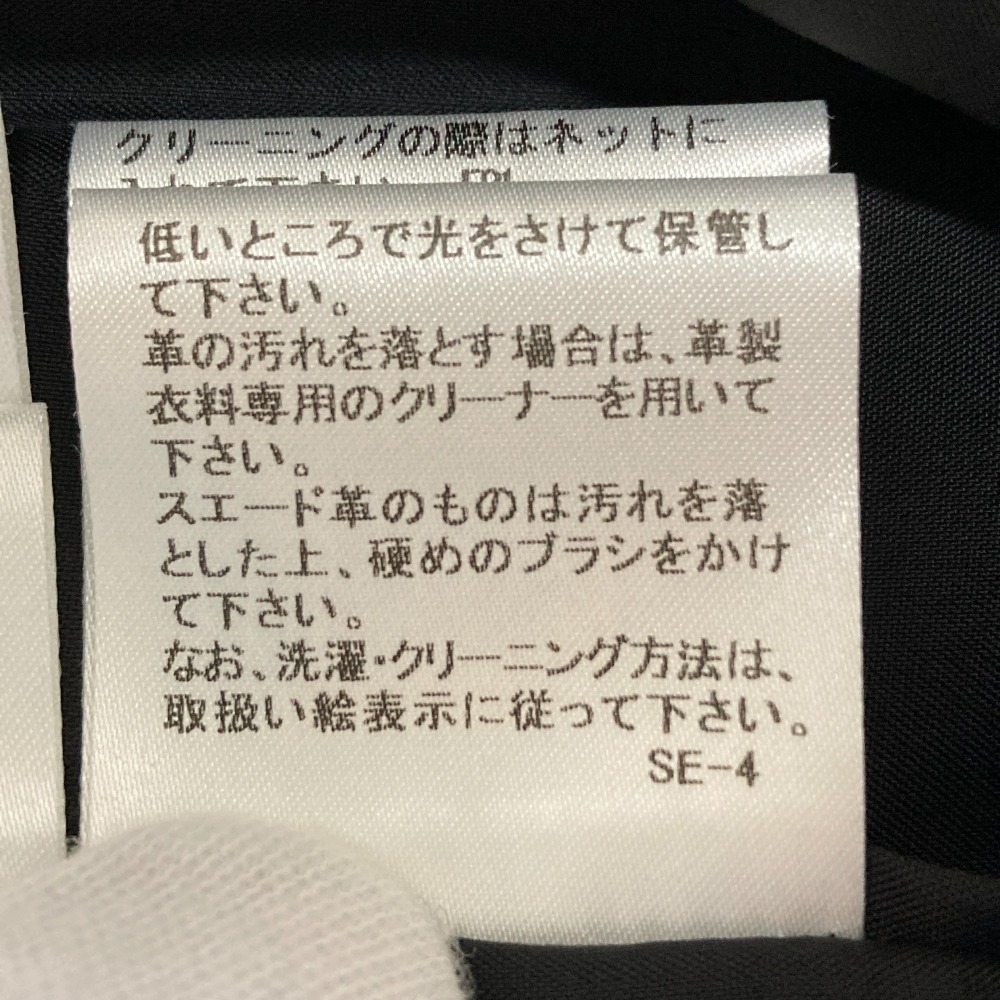 クリーニングの際はネットに
低いところで光をさけて保管し
て下さい。
革の汚れを落とす場合は、革製
衣料専用のクリーナーを用いて
下さい。
スエード革のものは汚れを落
とした上、硬めのブラシをかけ
て下さい。
なお、洗濯・クリーニング方法は、
取扱い絵表示に従って下さい。
SE-4